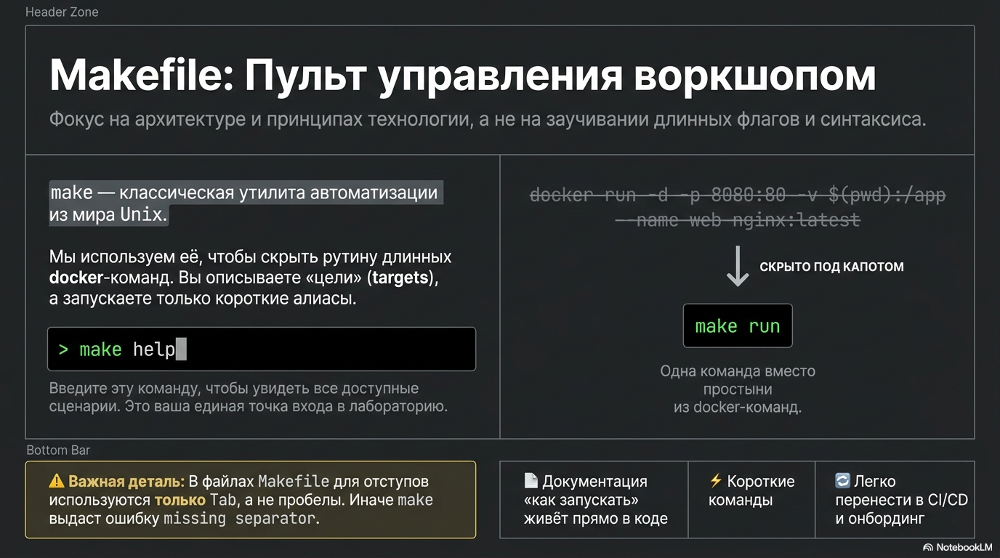 Header Zone
Makefile: Пульт управления воркшопом
Фокус на архитектуре и принципах технологии, а не на заучивании длинных флагов и синтаксиса.
make — классическая утилита автоматизации
из мира Unix.
Мы используем её, чтобы скрыть рутину длинных
docker-команд. Вы описываете «цели» (targets),
а запускаете только короткие алиасы.
> make help
Введите эту команду, чтобы увидеть все доступные
сценарии. Это ваша единая точка входа в лабораторию.
docker run -d -p 8080:80 -v $(pwd):/app
--name web nginx:latest
СКРЫТО ПОД КАПОТОМ
make run
Одна команда вместо
простыни
из docker-команд.
Bottom Bar
⚠️ Важная деталь: В файлах Makefile для отступов
используются только Tab, а не пробелы. Иначе make
выдаст ошибку missing separator.
📄 Документация
«как запускать»
живёт прямо в коде
⚡ Короткие
команды
🔄 Легко
перенести в CI/CD
и онбординг
NotebookLM